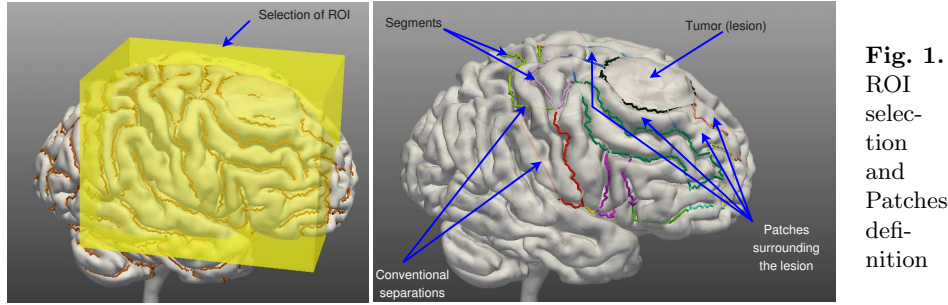 Selection of ROI
Segments
Tumor (lesion)
Conventional
separations
Patches
surrounding
the lesion
Fig. 1.
ROI
selec-
tion
and
Patches
defi-
nition